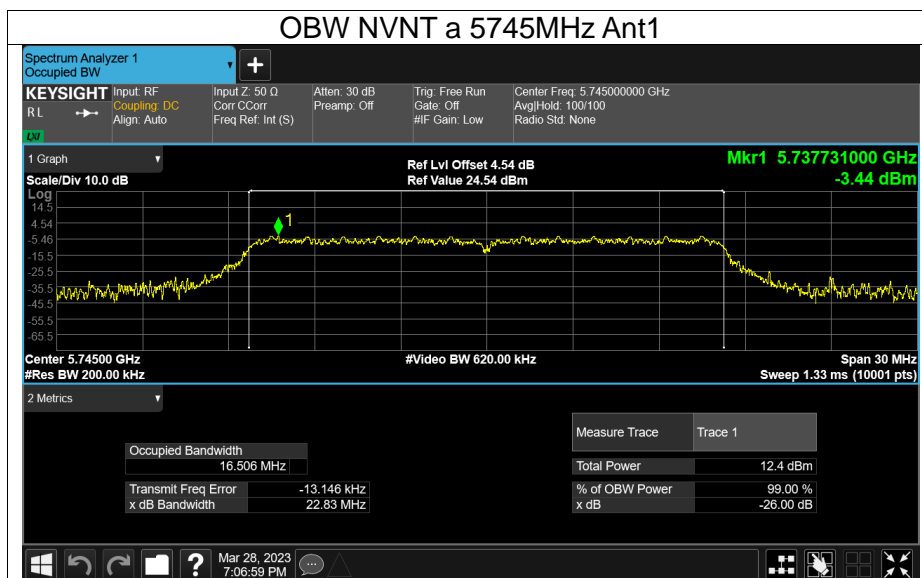 OBW NVNT a 5745MHz Ant1
Spectrum Analyzer 1
Occupied BW
KEYSIGHT
R L
LXI
Input: RF
Coupling: DC
Align: Auto
Input Z: 50 Ω
Corr CCorr
Freq Ref: Int (S)
Atten: 30 dB
Preamp: Off
Trig: Free Run
Gate: Off
#IF Gain: Low
Center Freq: 5.745000000 GHz
Avg|Hold: 100/100
Radio Std: None
1 Graph
Scale/Div 10.0 dB
Ref Lvl Offset 4.54 dB
Ref Value 24.54 dBm
Mkr1 5.737731000 GHz
-3.44 dBm
Log
14.5
4.54
-5.46
-15.5
-25.5
-35.5
-45.5
-55.5
-65.5
1
Center 5.74500 GHz
#Res BW 200.00 kHz
#Video BW 620.00 kHz
Span 30 MHz
Sweep 1.33 ms (10001 pts)
2 Metrics
Occupied Bandwidth
16.506 MHz
Transmit Freq Error -13.146 kHz
x dB Bandwidth 22.83 MHz
Measure Trace Trace 1
Total Power 12.4 dBm
% of OBW Power 99.00 %
x dB -26.00 dB
Mar 28, 2023
7:06:59 PM